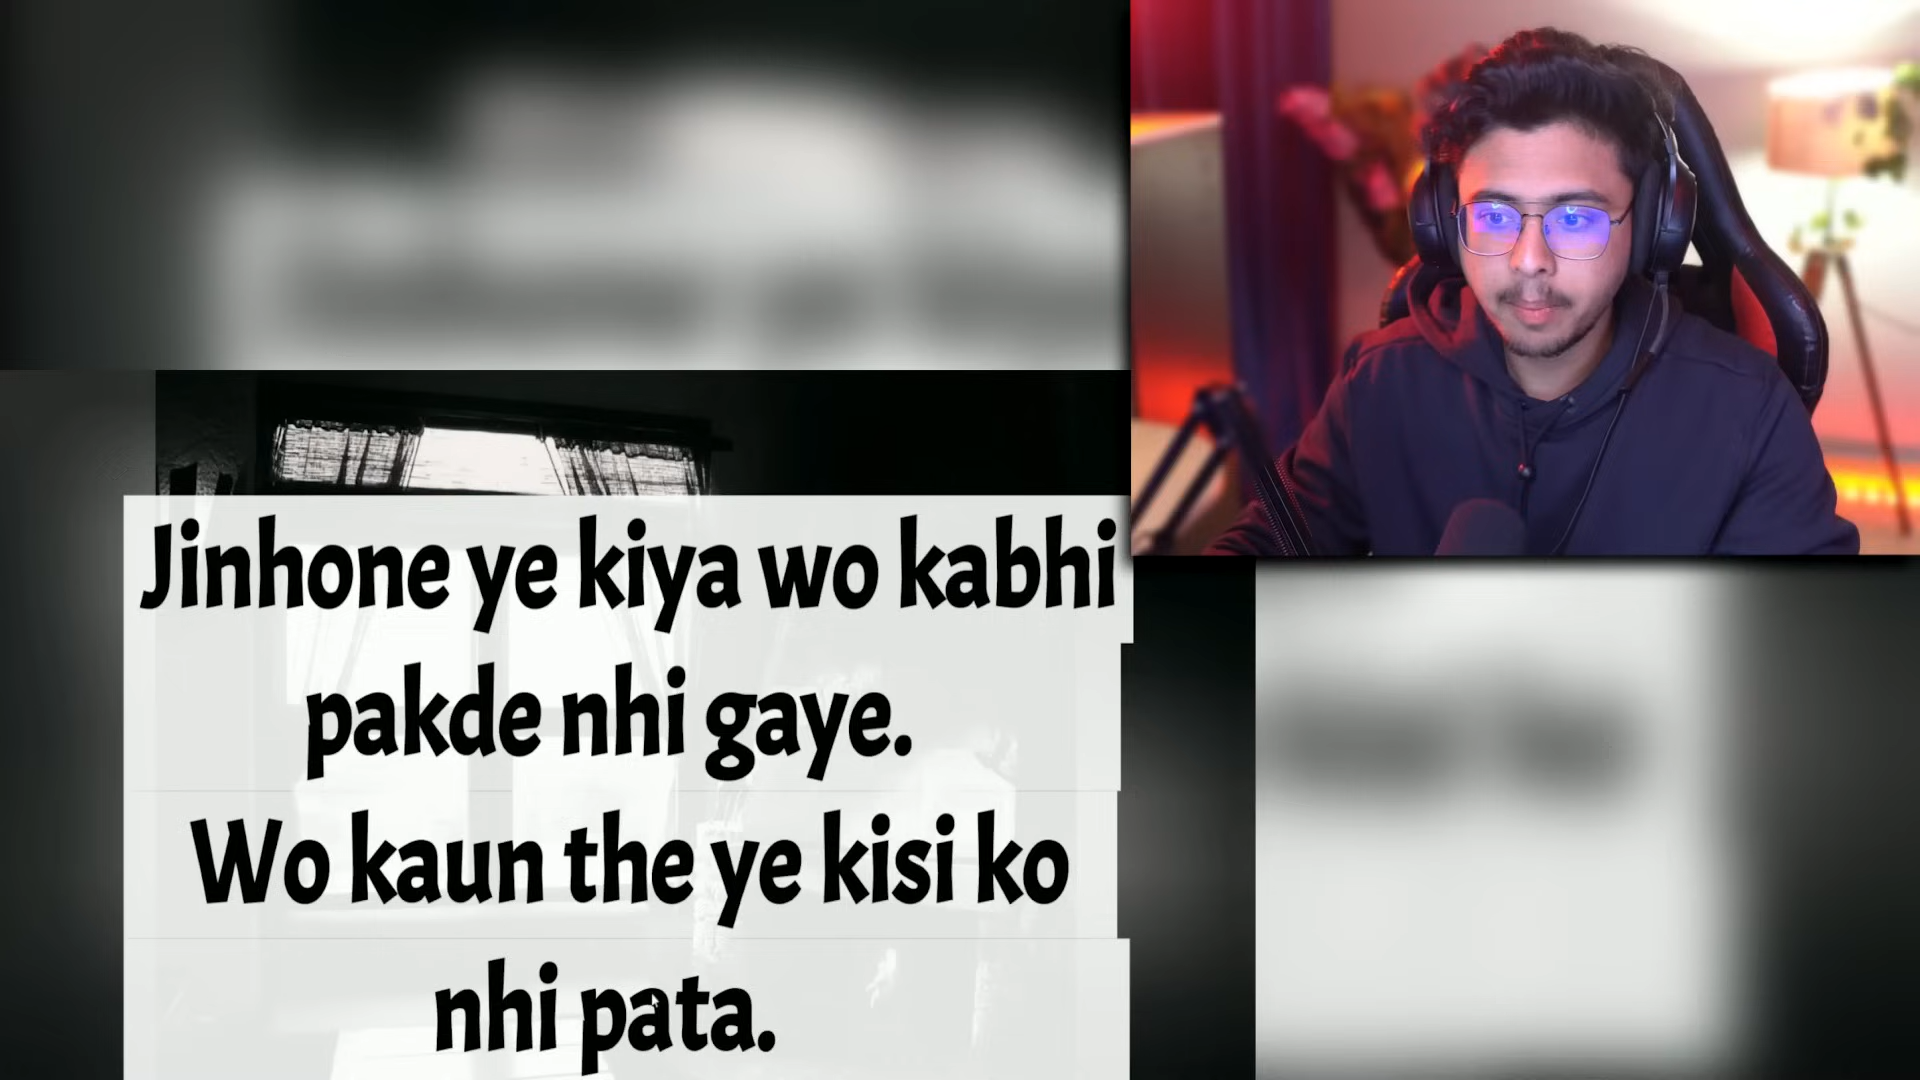 Jinhone ye kiya wo kabhi
pakde nhi gaye.
Wo kaun the ye kisi ko
nhi pata.